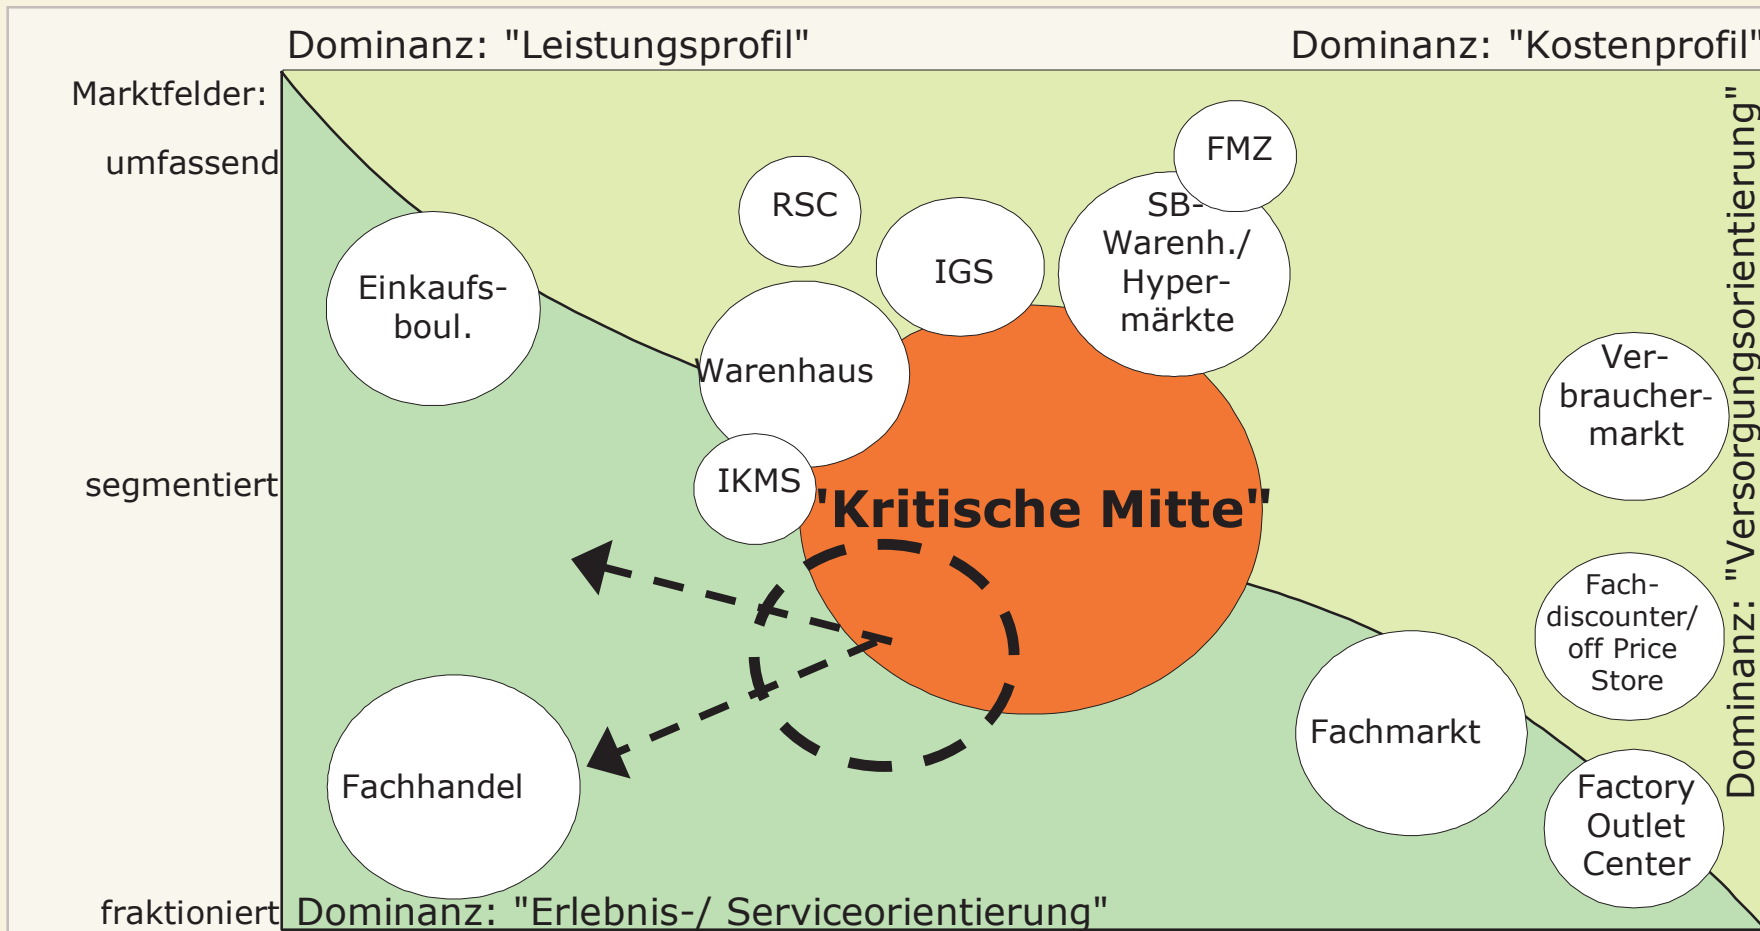 Dominanz: "Leistungsprofil"
Dominanz: "Kostenprofil"
Marktfelder:
umfassend
segmentiert
fraktioniert
FMZ
RSC
SB-
Warenh./
Hyper-
märkte
IGS
Einkaufs-
boul.
Warenhaus
Ver-
braucher-
markt
IKMS
"Kritische Mitte"
Fach-
discounter/
off Price
Store
Fachmarkt
Fachhandel
Factory
Outlet
Center
Dominanz: "Versorgungsorientierung"
Dominanz: "Erlebnis-/ Serviceorientierung"